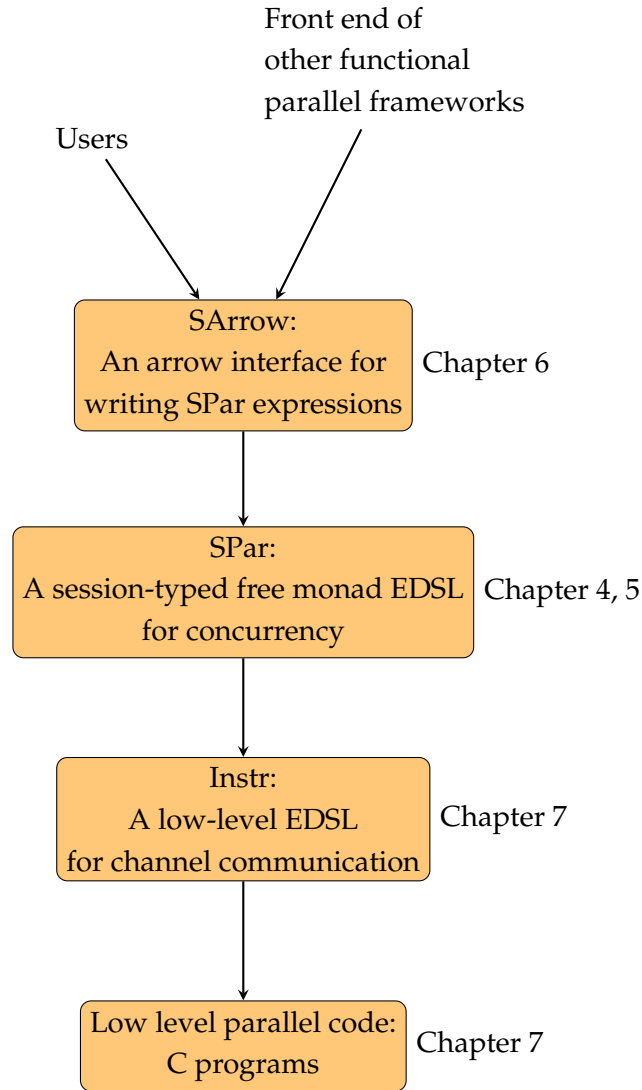 Front end of
other functional
parallel frameworks
Users
SArrow:
An arrow interface for
writing SPar expressions
Chapter 6
SPar:
A session-typed free monad EDSL
for concurrency
Chapter 4, 5
Instr:
A low-level EDSL
for channel communication
Chapter 7
Low level parallel code:
C programs
Chapter 7